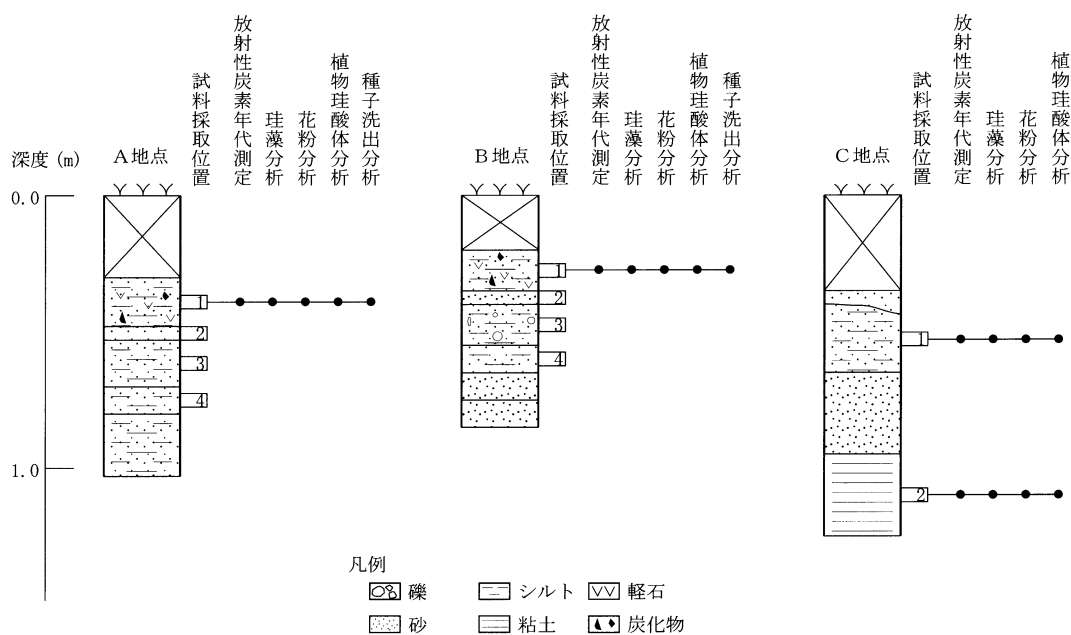 深度 (m)
0.0
1.0
A地点
試料採取位置
放射性炭素年代測定
珪藻分析
花粉分析
植物珪酸体分析
種子洗出分析
1
2
3
4
B地点
試料採取位置
放射性炭素年代測定
珪藻分析
花粉分析
植物珪酸体分析
種子洗出分析
1
2
3
4
C地点
試料採取位置
放射性炭素年代測定
珪藻分析
花粉分析
植物珪酸体分析
1
2
凡例
礫 シルト 軽石
砂 粘土 炭化物